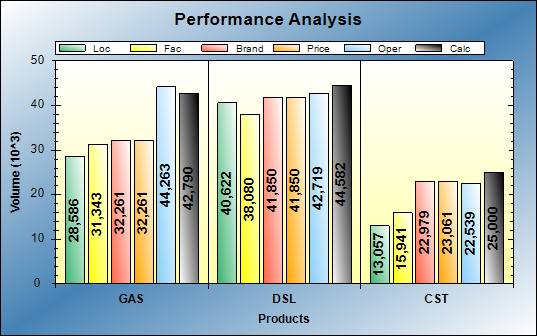 Performance Analysis
Loc Fac Brand Price Oper Calc
Volume (10^3)
50
40
30
20
10
0
28,586 31,343 32,261 32,261 44,263 42,790
40,622 38,080 41,850 41,850 42,719 44,582
13,057 15,941 22,979 23,061 22,539 25,000
GAS DSL CST
Products